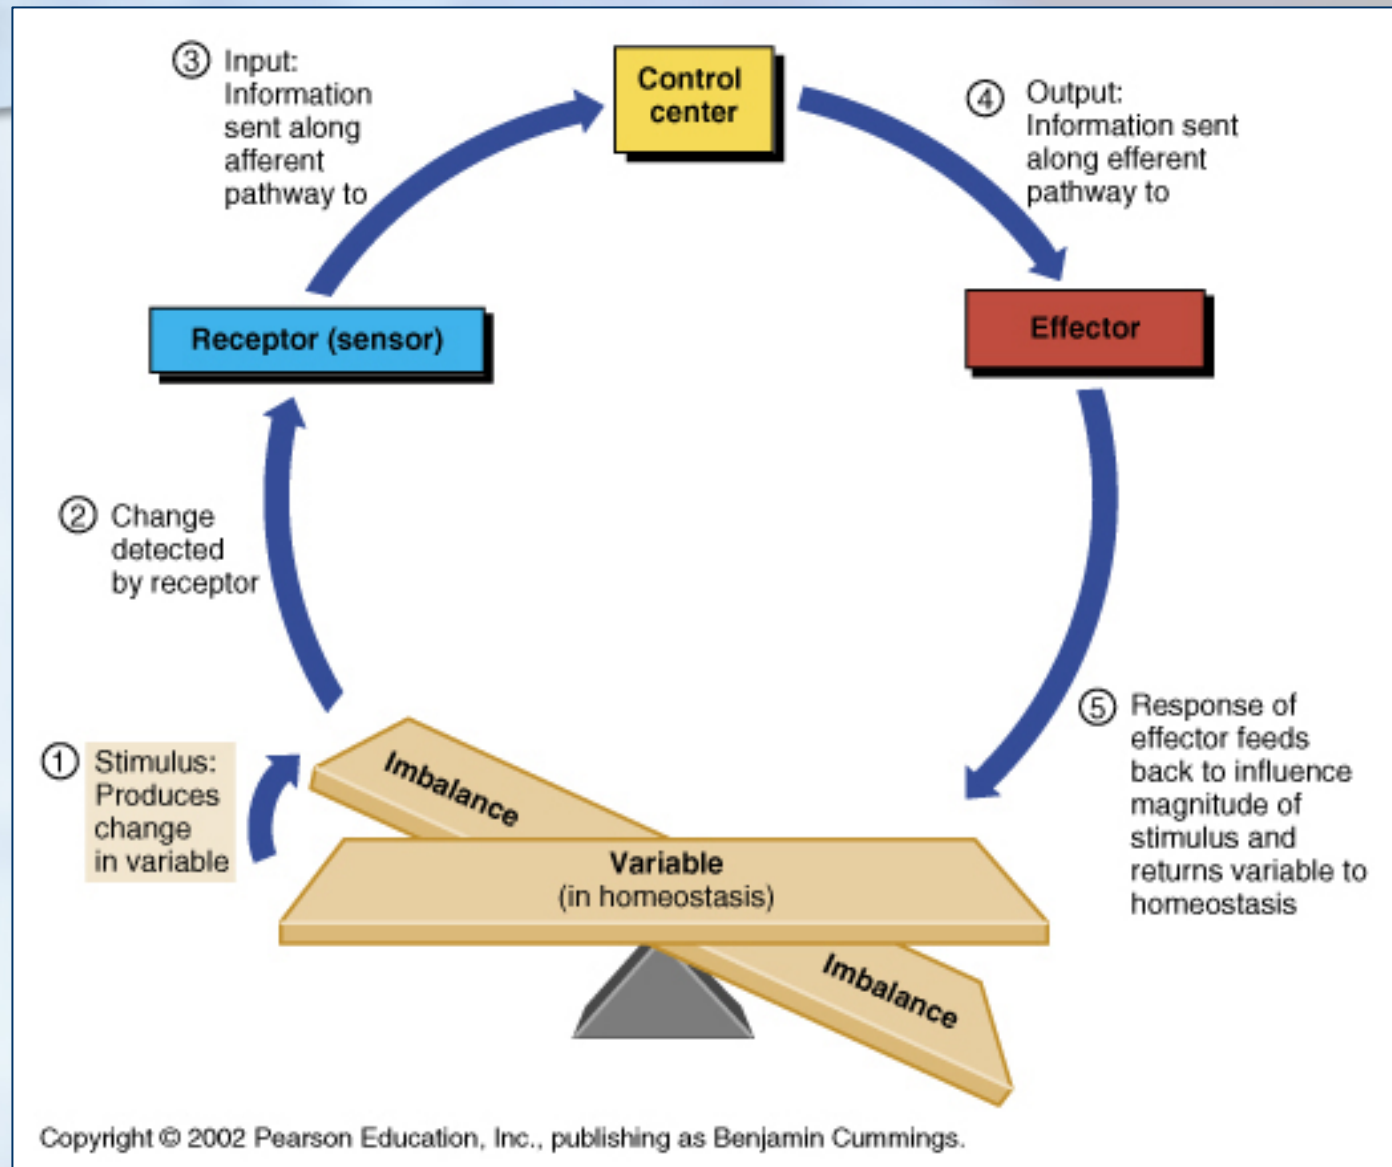 ③ Input:
Information
sent along
afferent
pathway to
Control
center
④ Output:
Information sent
along efferent
pathway to
Receptor (sensor)
Effector
② Change
detected
by receptor
① Stimulus:
Produces
change
in variable
Imbalance
Variable
(in homeostasis)
Imbalance
⑤ Response of
effector feeds
back to influence
magnitude of
stimulus and
returns variable to
homeostasis
Copyright © 2002 Pearson Education, Inc., publishing as Benjamin Cummings.